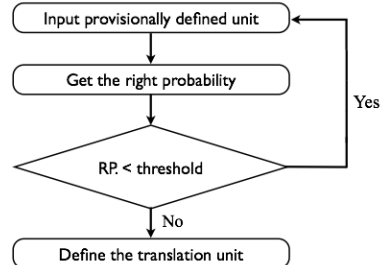 Input provisionally defined unit
Get the right probability
Yes
RP. < threshold
No
Define the translation unit